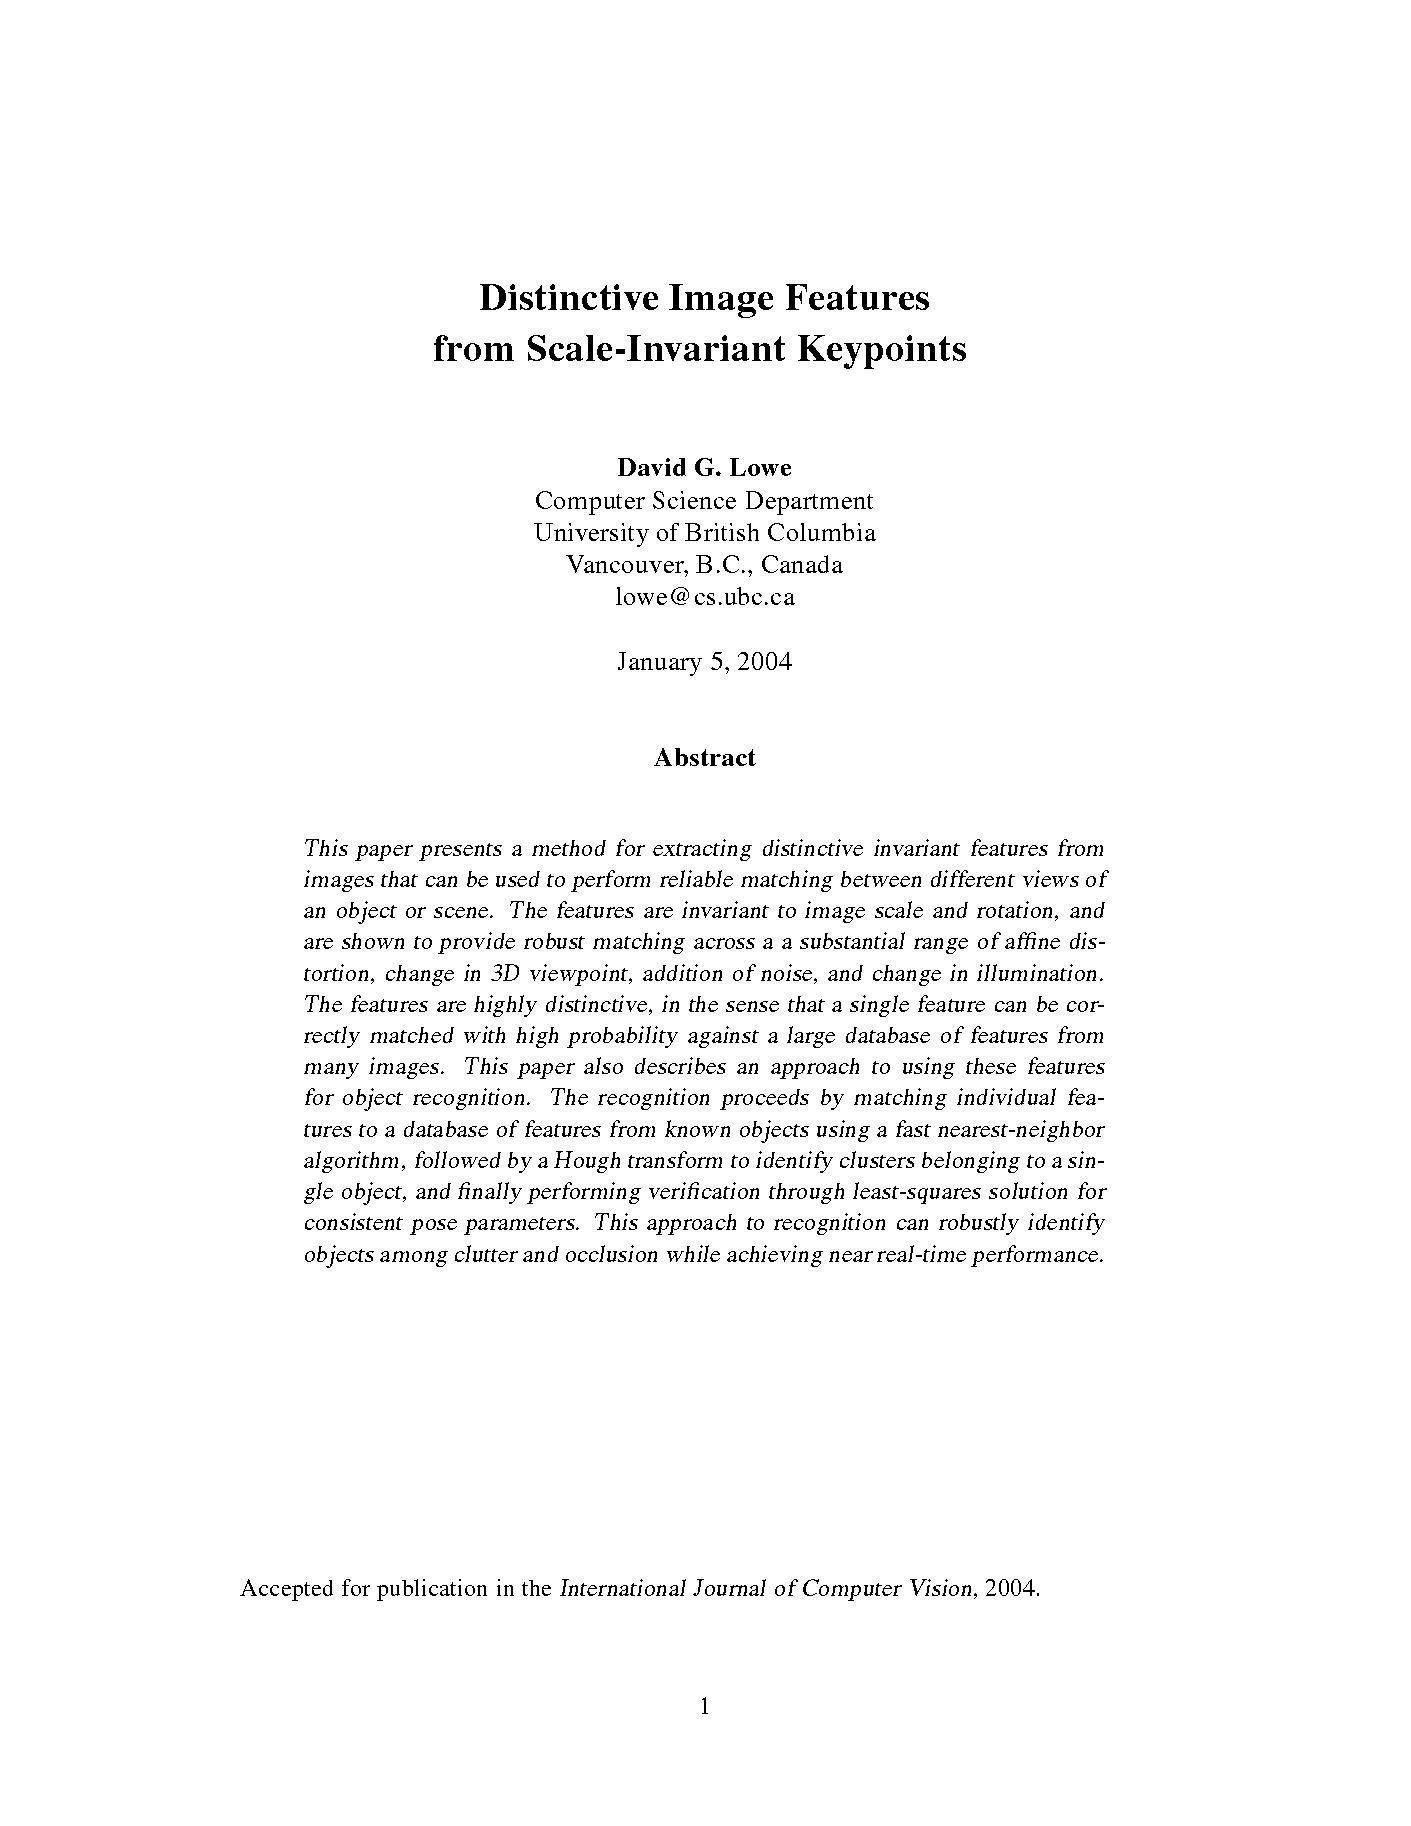 Distinctive Image Features
from Scale-Invariant Keypoints
David G. Lowe
Computer Science Department
University of British Columbia
Vancouver, B.C., Canada
lowe@cs.ubc.ca
January 5, 2004
Abstract
This paper presents a method for extracting distinctive invariant features from
images that can be used to perform reliable matching between different views of
an object or scene. The features are invariant to image scale and rotation, and
are shown to provide robust matching across a a substantial range of affine dis-
tortion, change in 3D viewpoint, addition of noise, and change in illumination.
The features are highly distinctive, in the sense that a single feature can be cor-
rectly matched with high probability against a large database of features from
many images. This paper also describes an approach to using these features
for object recognition. The recognition proceeds by matching individual fea-
tures to a database of features from known objects using a fast nearest-neighbor
algorithm, followed by a Hough transform to identify clusters belonging to a sin-
gle object, and finally performing verification through least-squares solution for
consistent pose parameters. This approach to recognition can robustly identify
objects among clutter and occlusion while achieving near real-time performance.
Accepted for publication in the International Journal of Computer Vision, 2004.
1